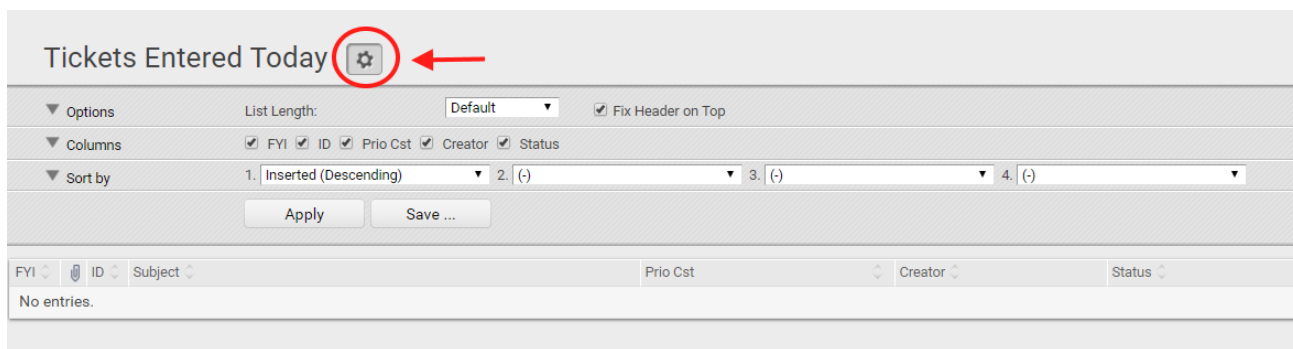 Tickets Entered Today
Options List Length: Default Fix Header on Top
Columns FYI ID Prio Cst Creator Status
Sort by 1. Inserted (Descending) 2. (-) 3. (-) 4. (-)
Apply Save ...
FYI ID Subject Prio Cst Creator Status
No entries.